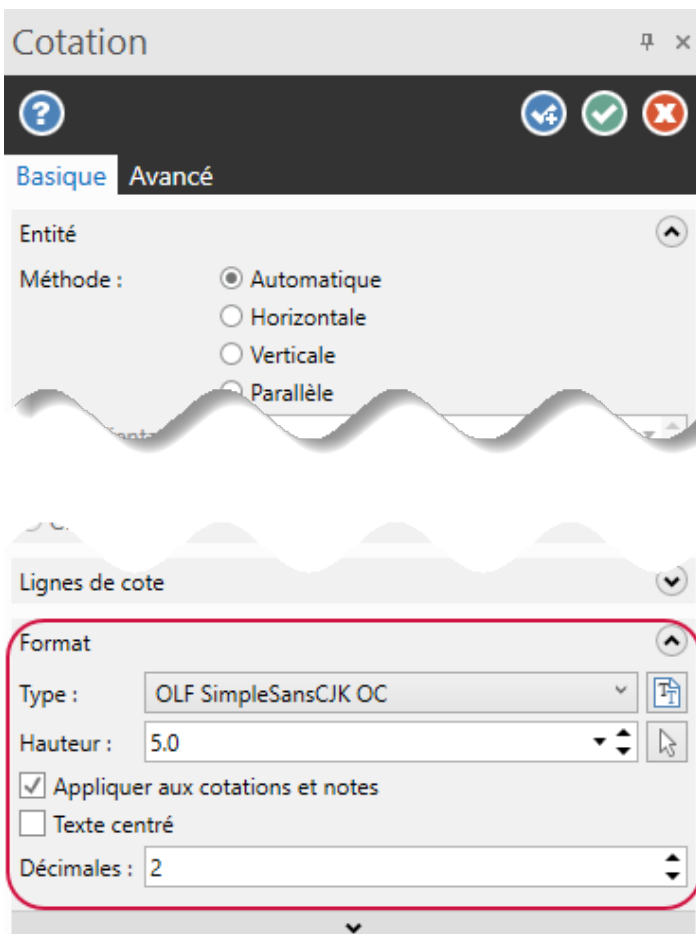 Cotation
Basique Avancé
Entité
Méthode : Automatique
Horizontale
Verticale
Parallèle
Lignes de cote
Format
Type : OLF SimpleSansCJK OC
Hauteur : 5.0
Appliquer aux cotations et notes
Texte centré
Décimales : 2